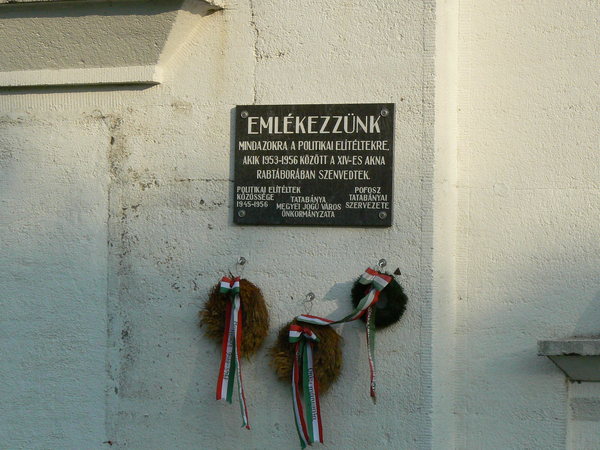 EMLÉKEZZÜNK
MINDAZOKRA A POLITIKAI ELÍTÉLTEKRE,
AKIK 1953-1956 KÖZÖTT A XIV-ES AKNA
RABTÁBORÁBAN SZENVEDTEK.
POLITIKAI ELÍTÉLTEK
KÖZÖSSÉGE
1945-1956
TATABÁNYA
MEGYEI JOGÚ VÁROS
ÖNKORMÁNYZATA
POFOSZ
TATABÁNYAI
SZERVEZETE